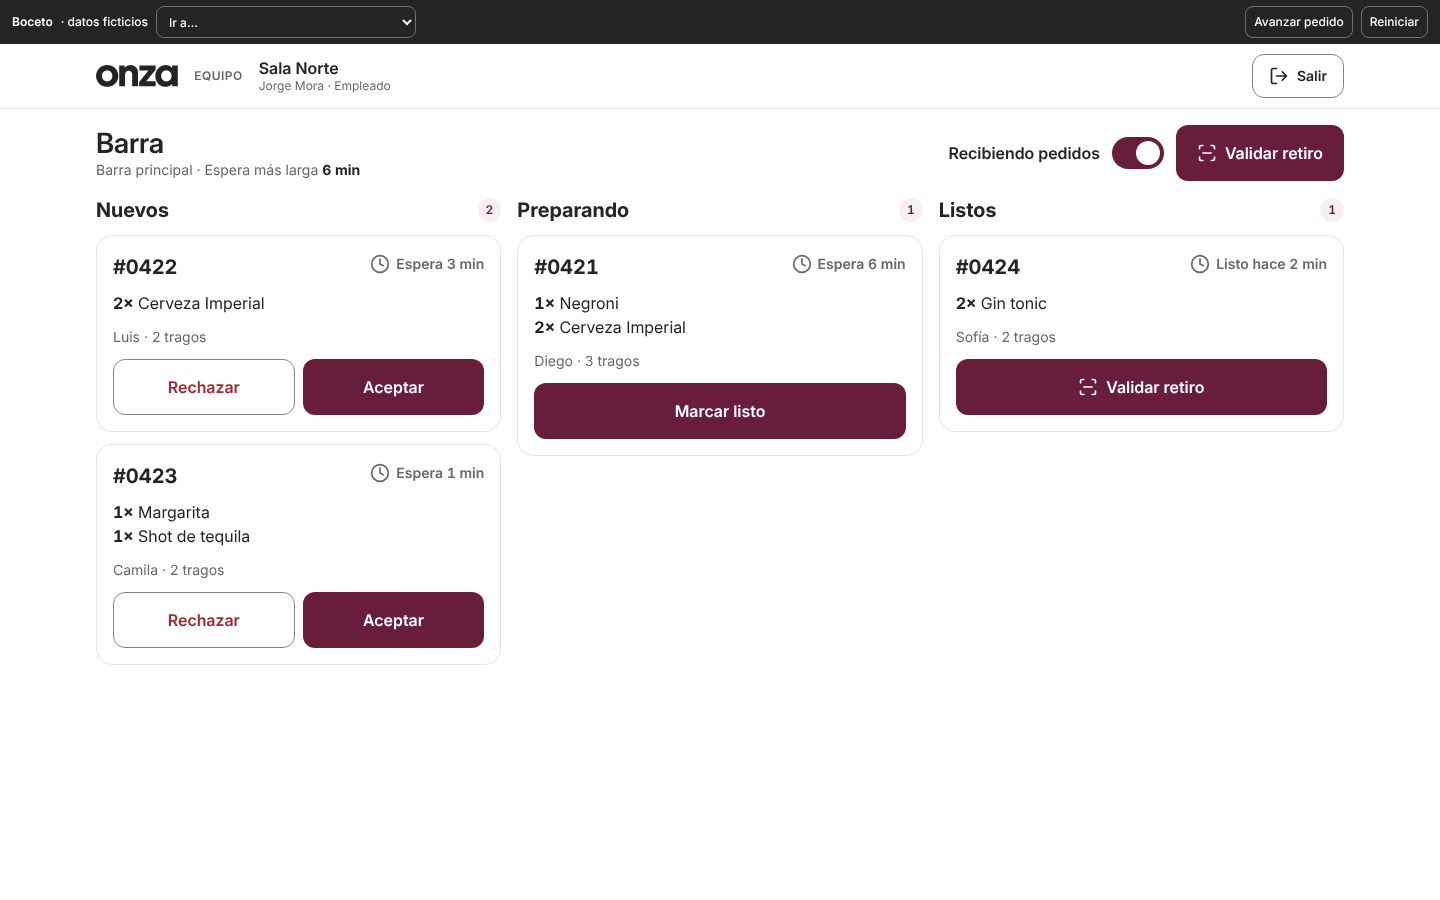 Boceto · datos ficticios Ir a... Avanzar pedido Reiniciar
onza EQUIPO Sala Norte
Jorge Mora · Empleado
Salir
Barra
Barra principal · Espera más larga 6 min
Recibiendo pedidos Validar retiro
Nuevos 2
#0422 Espera 3 min
2× Cerveza Imperial
Luis · 2 tragos
Rechazar Aceptar
#0423 Espera 1 min
1× Margarita
1× Shot de tequila
Camila · 2 tragos
Rechazar Aceptar
Preparando 1
#0421 Espera 6 min
1× Negroni
2× Cerveza Imperial
Diego · 3 tragos
Marcar listo
Listos 1
#0424 Listo hace 2 min
2× Gin tonic
Sofía · 2 tragos
Validar retiro